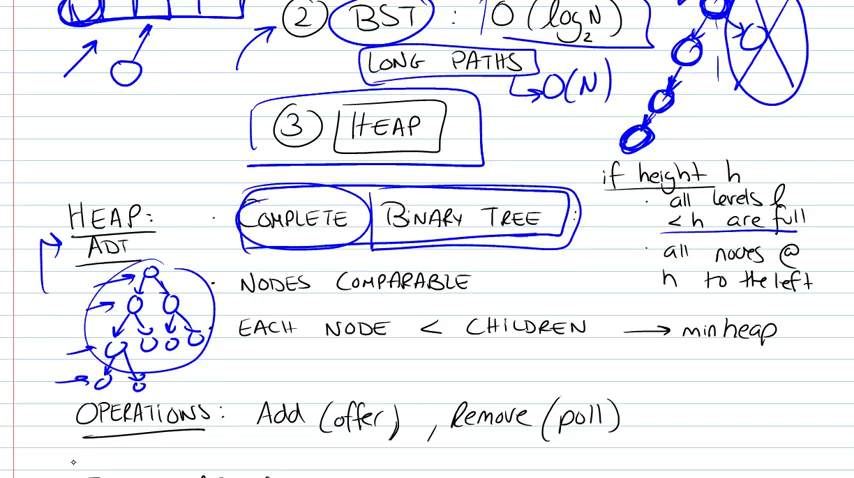 ② BST : O(log₂N)
LONG PATHS
O(N)
③ HEAP
if height h
· all levels l
< h are full
· all nodes @
h to the left
HEAP: · COMPLETE BINARY TREE :
ADT
· NODES COMPARABLE
EACH NODE < CHILDREN → min heap
OPERATIONS: Add (offer), Remove (poll)